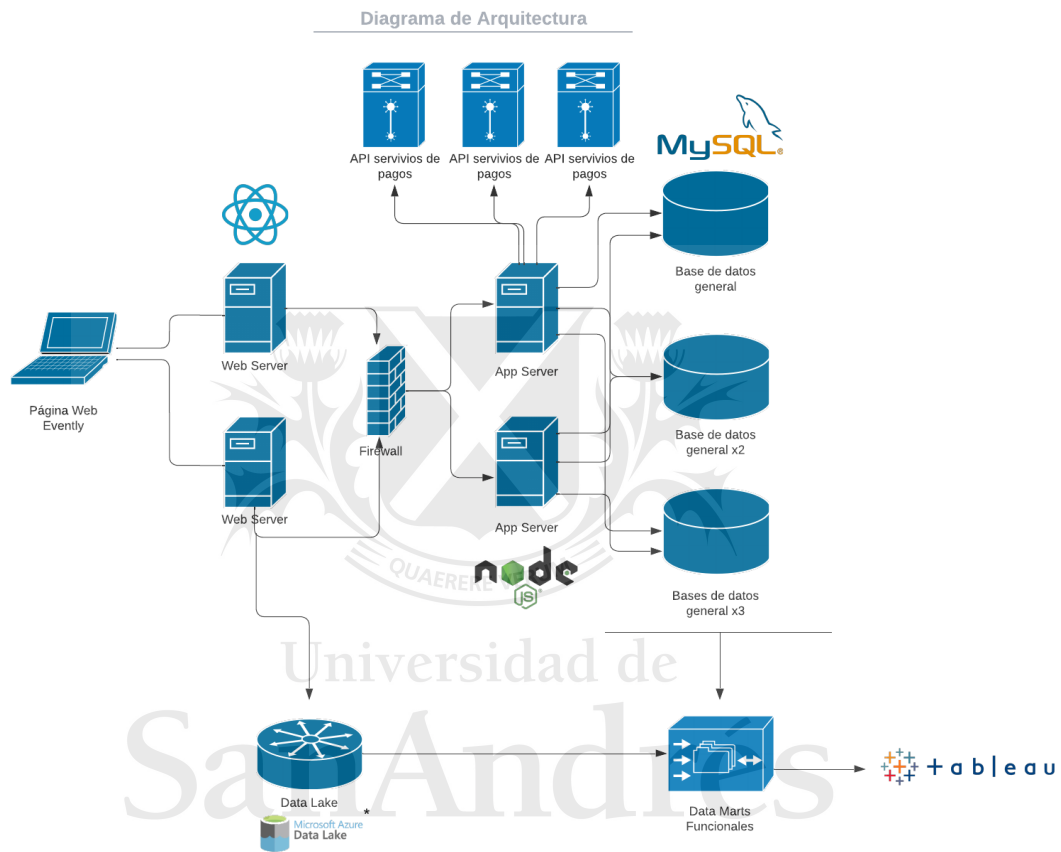 Diagrama de Arquitectura
API servivios de
pagos
API servivios de
pagos
API servivios de
pagos
MySQL®
Base de datos
general
Web Server
App Server
Página Web
Evently
Firewall
Base de datos
general x2
Web Server
App Server
QUAERERE
node
JS®
Bases de datos
general x3
Universidad de
SanAndrés
Data Lake
*
Microsoft Azure
Data Lake
Data Marts
Funcionales
+ a b l e a u